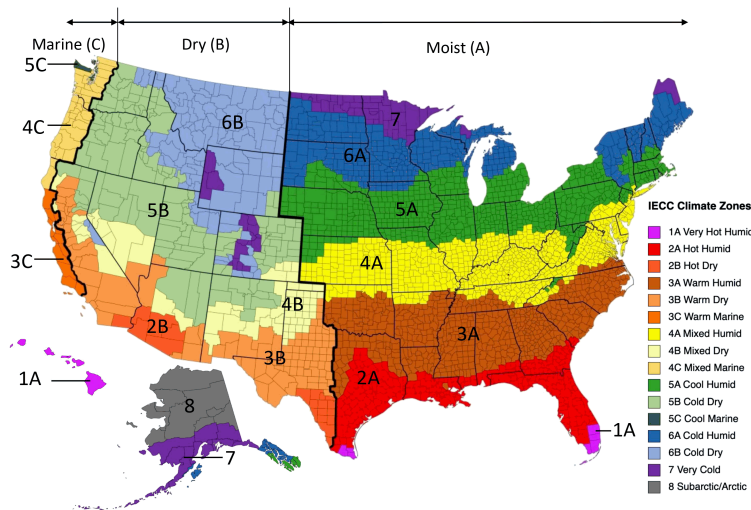 Marine (C)
Dry (B)
Moist (A)
5C
4C
3C
6B
5B
4B
2B
3B
7
6A
5A
4A
3A
2A
1A
1A
8
7
IECC Climate Zones
1A Very Hot Humid
2A Hot Humid
2B Hot Dry
3A Warm Humid
3B Warm Dry
3C Warm Marine
4A Mixed Humid
4B Mixed Dry
4C Mixed Marine
5A Cool Humid
5B Cold Dry
5C Cool Marine
6A Cold Humid
6B Cold Dry
7 Very Cold
8 Subarctic/Arctic